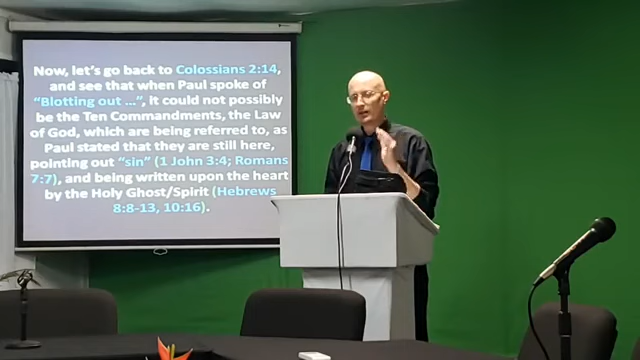 Now, let's go back to Colossians 2:14,
and see that when Paul spoke of
"Blotting out ...", it could not possibly
be the Ten Commandments, the Law
of God, which are being referred to, as
Paul stated that they are still here,
pointing out "sin" (1 John 3:4; Romans
7:7), and being written upon the heart
by the Holy Ghost/Spirit (Hebrews
8:8-13, 10:16).